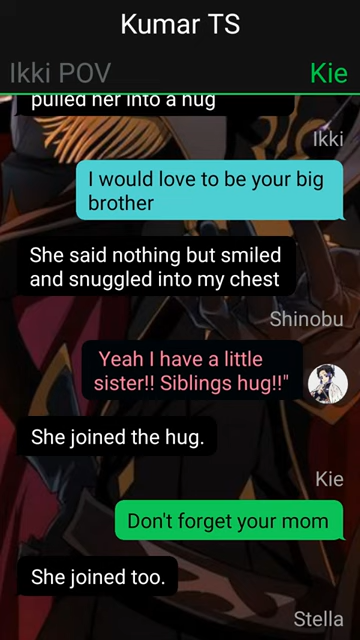 Kumar TS
Ikki POV
Kie
pulled her into a hug
Ikki
I would love to be your big
brother
She said nothing but smiled
and snuggled into my chest
Shinobu
Yeah I have a little
sister!! Siblings hug!!"
She joined the hug.
Kie
Don't forget your mom
She joined too.
Stella